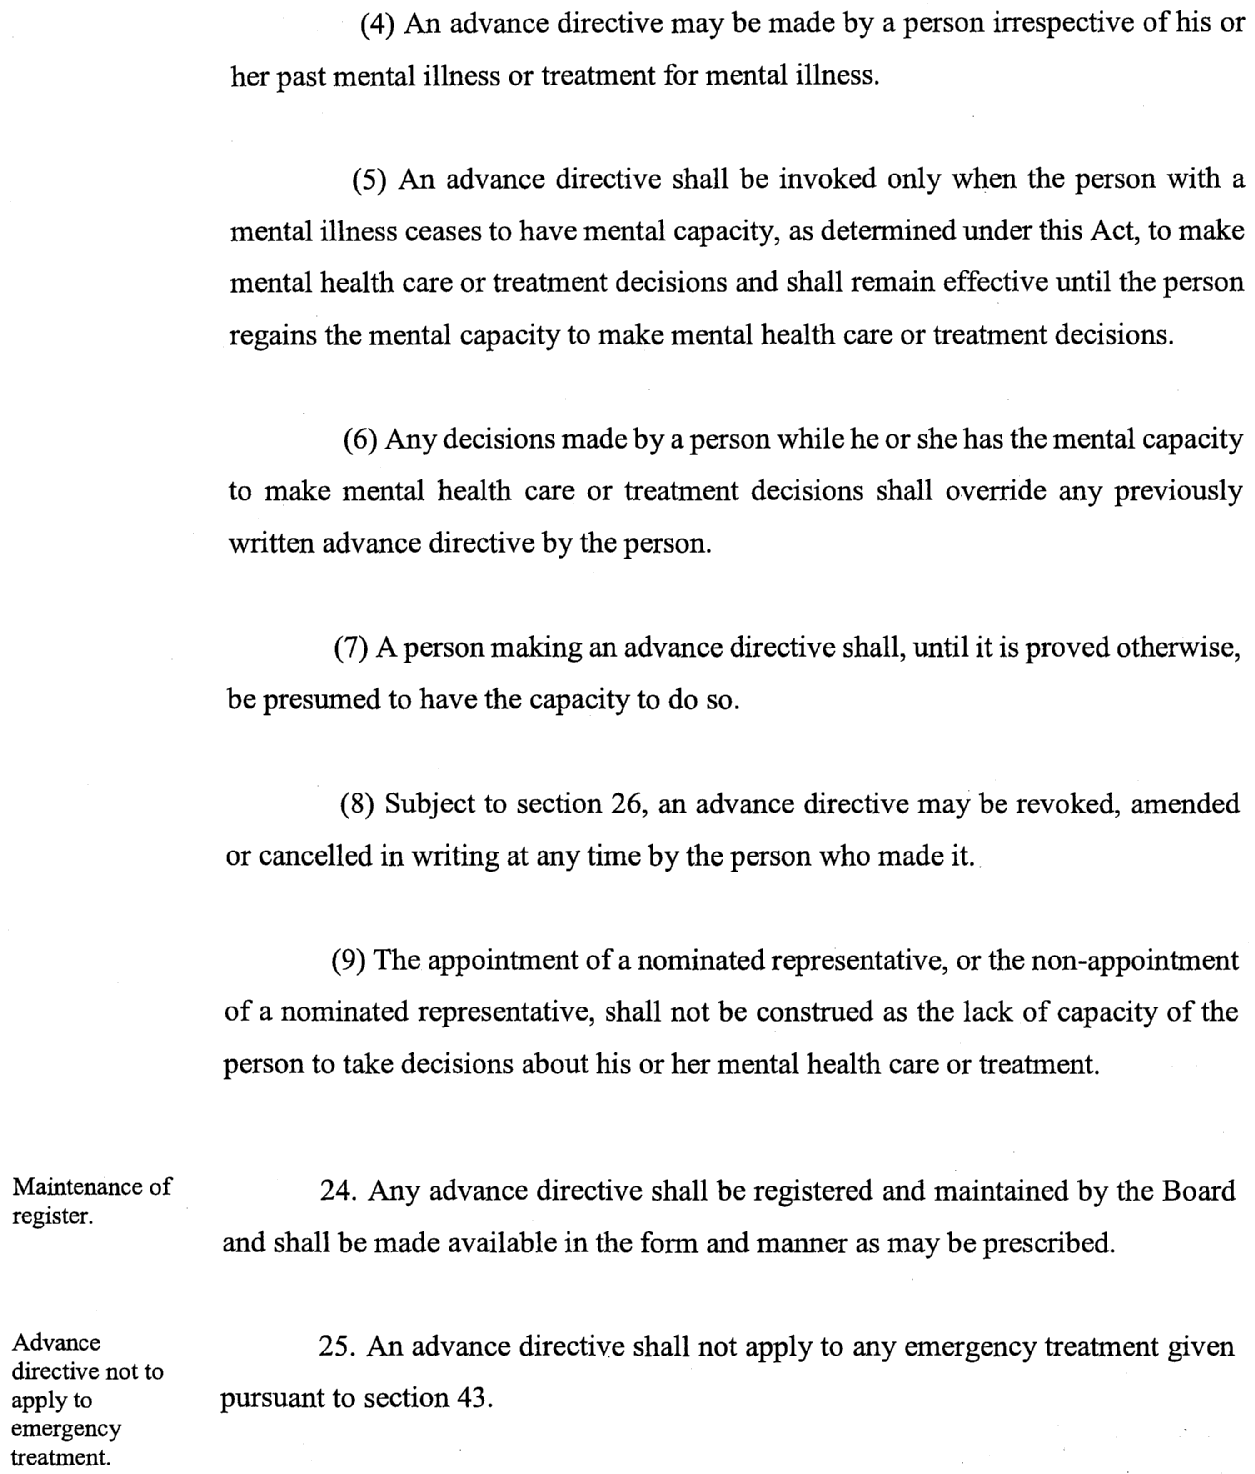 (4) An advance directive may be made by a person irrespective of his or
her past mental illness or treatment for mental illness.
(5) An advance directive shall be invoked only when the person with a
mental illness ceases to have mental capacity, as determined under this Act, to make
mental health care or treatment decisions and shall remain effective until the person
regains the mental capacity to make mental health care or treatment decisions.
(6) Any decisions made by a person while he or she has the mental capacity
to make mental health care or treatment decisions shall override any previously
written advance directive by the person.
(7) A person making an advance directive shall, until it is proved otherwise,
be presumed to have the capacity to do so.
(8) Subject to section 26, an advance directive may be revoked, amended
or cancelled in writing at any time by the person who made it.
(9) The appointment of a nominated representative, or the non-appointment
of a nominated representative, shall not be construed as the lack of capacity of the
person to take decisions about his or her mental health care or treatment.
Maintenance of
register.
24. Any advance directive shall be registered and maintained by the Board
and shall be made available in the form and manner as may be prescribed.
Advance
directive not to
apply to
emergency
treatment.
25. An advance directive shall not apply to any emergency treatment given
pursuant to section 43.